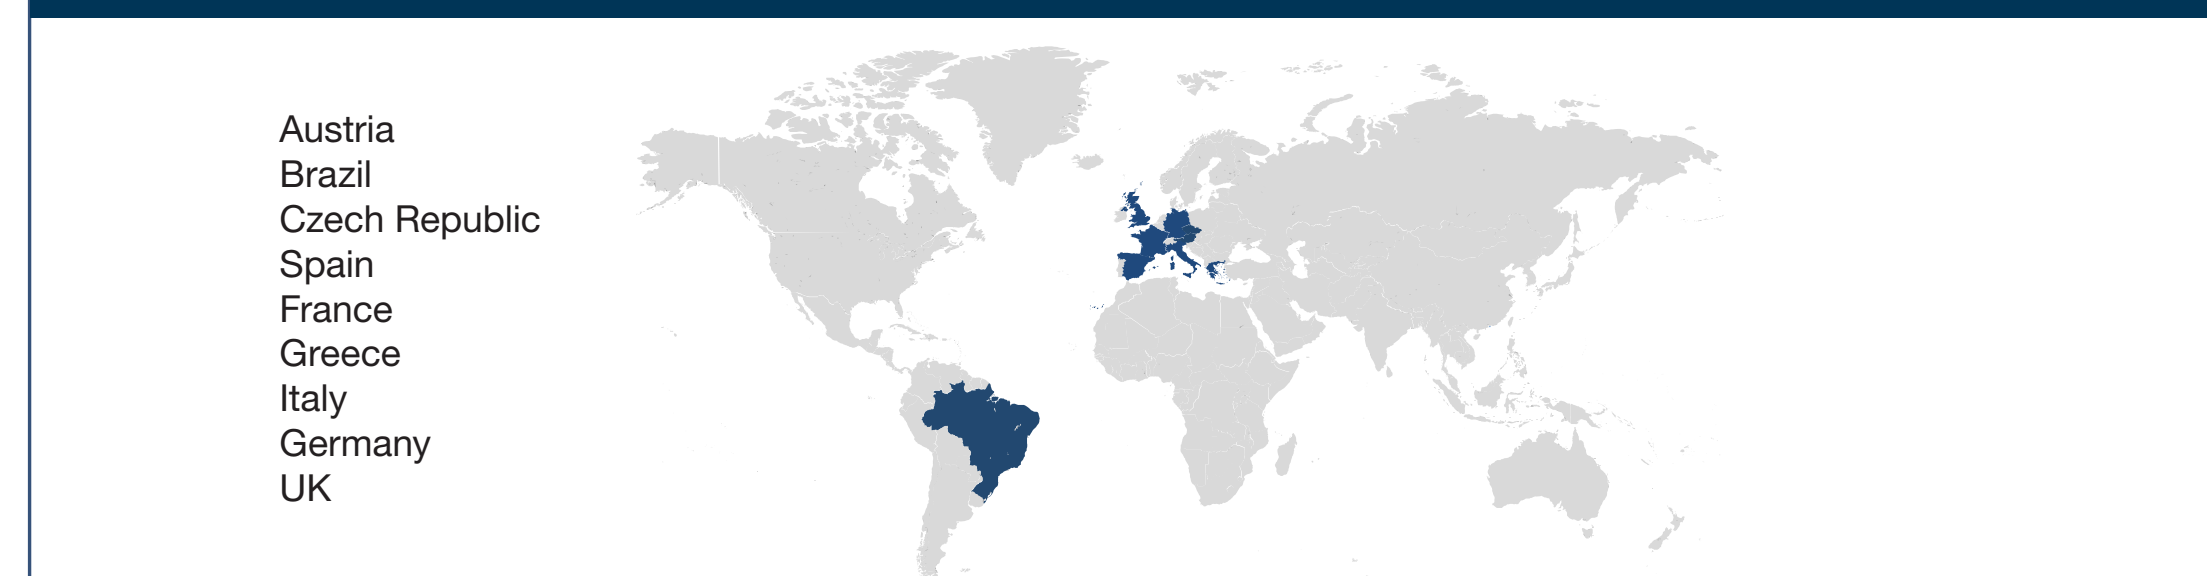 Austria
Brazil
Czech Republic
Spain
France
Greece
Italy
Germany
UK